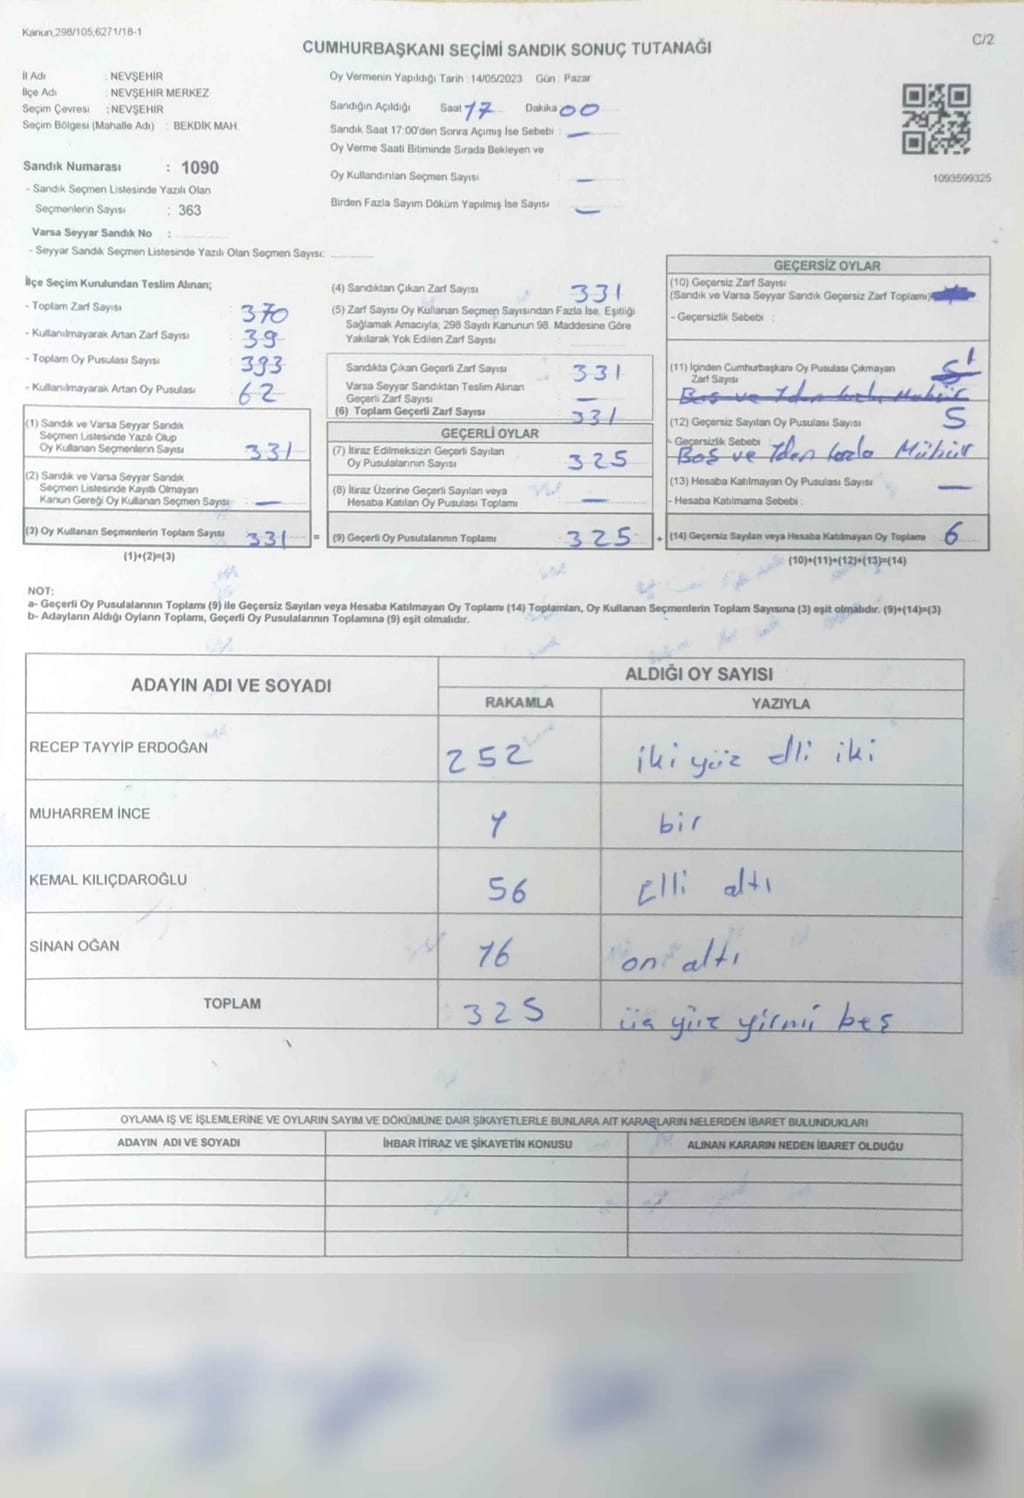 Kanun,298/105,6271/18-1
C/2
CUMHURBAŞKANI SEÇİMİ SANDIK SONUÇ TUTANAĞI
İl Adı : NEVŞEHİR
İlçe Adı : NEVŞEHİR MERKEZ
Seçim Çevresi : NEVŞEHİR
Seçim Bölgesi (Mahalle Adı) : BEKDİK MAH.
Sandık Numarası : 1090
- Sandık Seçmen Listesinde Yazılı Olan
Seçmenlerin Sayısı : 363
Varsa Seyyar Sandık No :
- Seyyar Sandık Seçmen Listesinde Yazılı Olan Seçmen Sayısı:
Oy Vermenin Yapıldığı Tarih : 14/05/2023 Gün : Pazar
Sandığın Açıldığı Saat 17 Dakika 00
Sandık Saat 17:00'den Sonra Açımış İse Sebebi : —
Oy Verme Saati Bitiminde Sırada Bekleyen ve
Oy Kullandırılan Seçmen Sayısı —
Birden Fazla Sayım Döküm Yapılmış İse Sayısı —
1093599325
İlçe Seçim Kurulundan Teslim Alınan;
- Toplam Zarf Sayısı : 370
- Kullanılmayarak Artan Zarf Sayısı : 39
- Toplam Oy Pusulası Sayısı : 393
- Kullanılmayarak Artan Oy Pusulası : 62
(1) Sandık ve Varsa Seyyar Sandık
Seçmen Listesinde Yazılı Olup
Oy Kullanan Seçmenlerin Sayısı : 331
(2) Sandık ve Varsa Seyyar Sandık
Seçmen Listesinde Kayıtlı Olmayan
Kanun Gereği Oy Kullanan Seçmen Sayısı : —
(3) Oy Kullanan Seçmenlerin Toplam Sayısı : 331 =
(1)+(2)=(3)
(4) Sandıktan Çıkan Zarf Sayısı 331
(5) Zarf Sayısı Oy Kullanan Seçmen Sayısından Fazla İse, Eşitliği
Sağlamak Amacıyla; 298 Sayılı Kanunun 98. Maddesine Göre
Yakılarak Yok Edilen Zarf Sayısı
Sandıkta Çıkan Geçerli Zarf Sayısı 331
Varsa Seyyar Sandıktan Teslim Alınan
Geçerli Zarf Sayısı —
(6) Toplam Geçerli Zarf Sayısı 331
GEÇERLİ OYLAR
(7) İtiraz Edilmeksizin Geçerli Sayılan
Oy Pusulalarının Sayısı 325
(8) İtiraz Üzerine Geçerli Sayılan veya
Hesaba Katılan Oy Pusulası Toplamı —
(9) Geçerli Oy Pusulalarının Toplamı 325 +
GEÇERSİZ OYLAR
(10) Geçersiz Zarf Sayısı
(Sandık ve Varsa Seyyar Sandık Geçersiz Zarf Toplamı)
- Geçersizlik Sebebi :
(11) İçinden Cumhurbaşkanı Oy Pusulası Çıkmayan 1
Zarf Sayısı 5
Boş ve 1den fazla Mühür
(12) Geçersiz Sayılan Oy Pusulası Sayısı 5
- Geçersizlik Sebebi :
Boş ve 1den fazla Mühür
(13) Hesaba Katılmayan Oy Pusulası Sayısı —
- Hesaba Katılmama Sebebi :
(14) Geçersiz Sayılan veya Hesaba Katılmayan Oy Toplamı 6
(10)+(11)+(12)+(13)=(14)
NOT:
a- Geçerli Oy Pusulalarının Toplamı (9) ile Geçersiz Sayılan veya Hesaba Katılmayan Oy Toplamı (14) Toplamları, Oy Kullanan Seçmenlerin Toplam Sayısına (3) eşit olmalıdır. (9)+(14)=(3)
b- Adayların Aldığı Oyların Toplamı, Geçerli Oy Pusulalarının Toplamına (9) eşit olmalıdır.
ADAYIN ADI VE SOYADI
ALDIĞI OY SAYISI
RAKAMLA YAZIYLA
RECEP TAYYİP ERDOĞAN 252 iki yüz elli iki
MUHARREM İNCE 1 bir
KEMAL KILIÇDAROĞLU 56 Elli altı
SİNAN OĞAN 16 on altı
TOPLAM 325 üç yüz yirmi beş
OYLAMA İŞ VE İŞLEMLERİNE VE OYLARIN SAYIM VE DÖKÜMÜNE DAİR ŞİKAYETLERLE BUNLARA AİT KARARLARIN NELERDEN İBARET BULUNDUKLARI
ADAYIN ADI VE SOYADI İHBAR İTİRAZ VE ŞİKAYETİN KONUSU ALINAN KARARIN NEDEN İBARET OLDUĞU